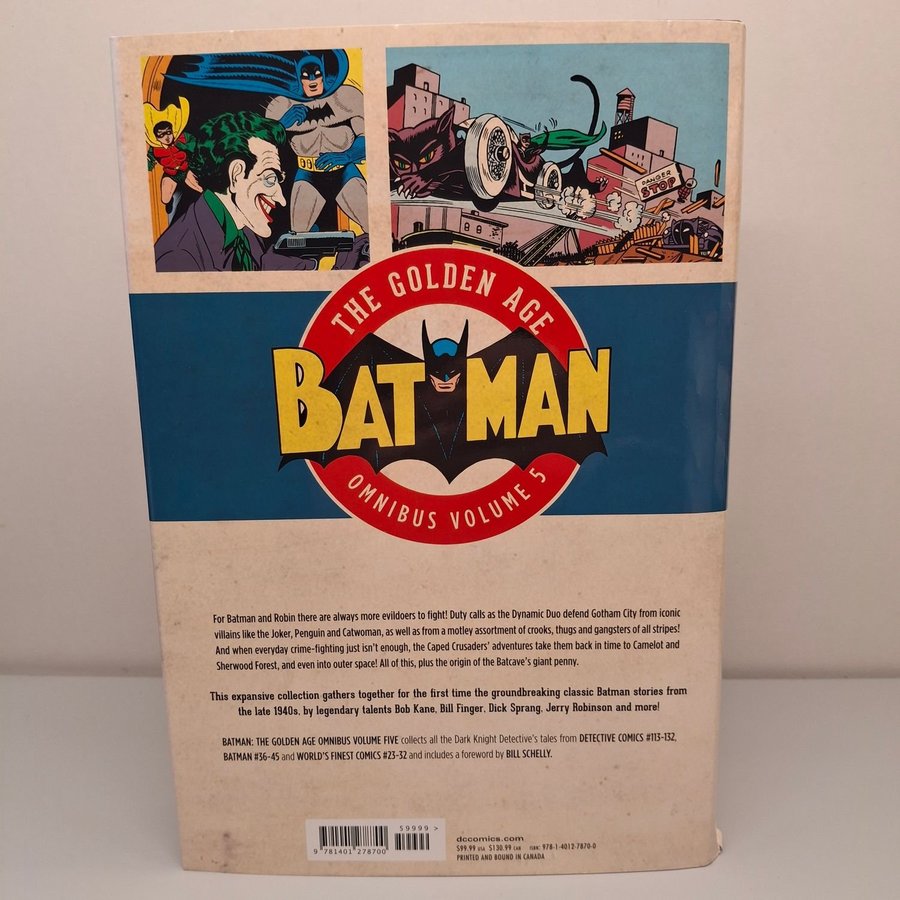 DANGER
STOP
THE GOLDEN AGE
BATMAN
OMNIBUS VOLUME 5
For Batman and Robin there are always more evildoers to fight! Duty calls as the Dynamic Duo defend Gotham City from iconic
villains like the Joker, Penguin and Catwoman, as well as from a motley assortment of crooks, thugs and gangsters of all stripes!
And when everyday crime-fighting just isn't enough, the Caped Crusaders' adventures take them back in time to Camelot and
Sherwood Forest, and even into outer space! All of this, plus the origin of the Batcave's giant penny.
This expansive collection gathers together for the first time the groundbreaking classic Batman stories from
the late 1940s, by legendary talents Bob Kane, Bill Finger, Dick Sprang, Jerry Robinson and more!
BATMAN: THE GOLDEN AGE OMNIBUS VOLUME FIVE collects all the Dark Knight Detective's tales from DETECTIVE COMICS #113-132,
BATMAN #36-45 and WORLD'S FINEST COMICS #23-32 and includes a foreword by BILL SCHELLY.
59999 >
9 781401 278700
dccomics.com
$99.99 USA $130.99 CAN ISBN: 978-1-4012-7870-0
PRINTED AND BOUND IN CANADA